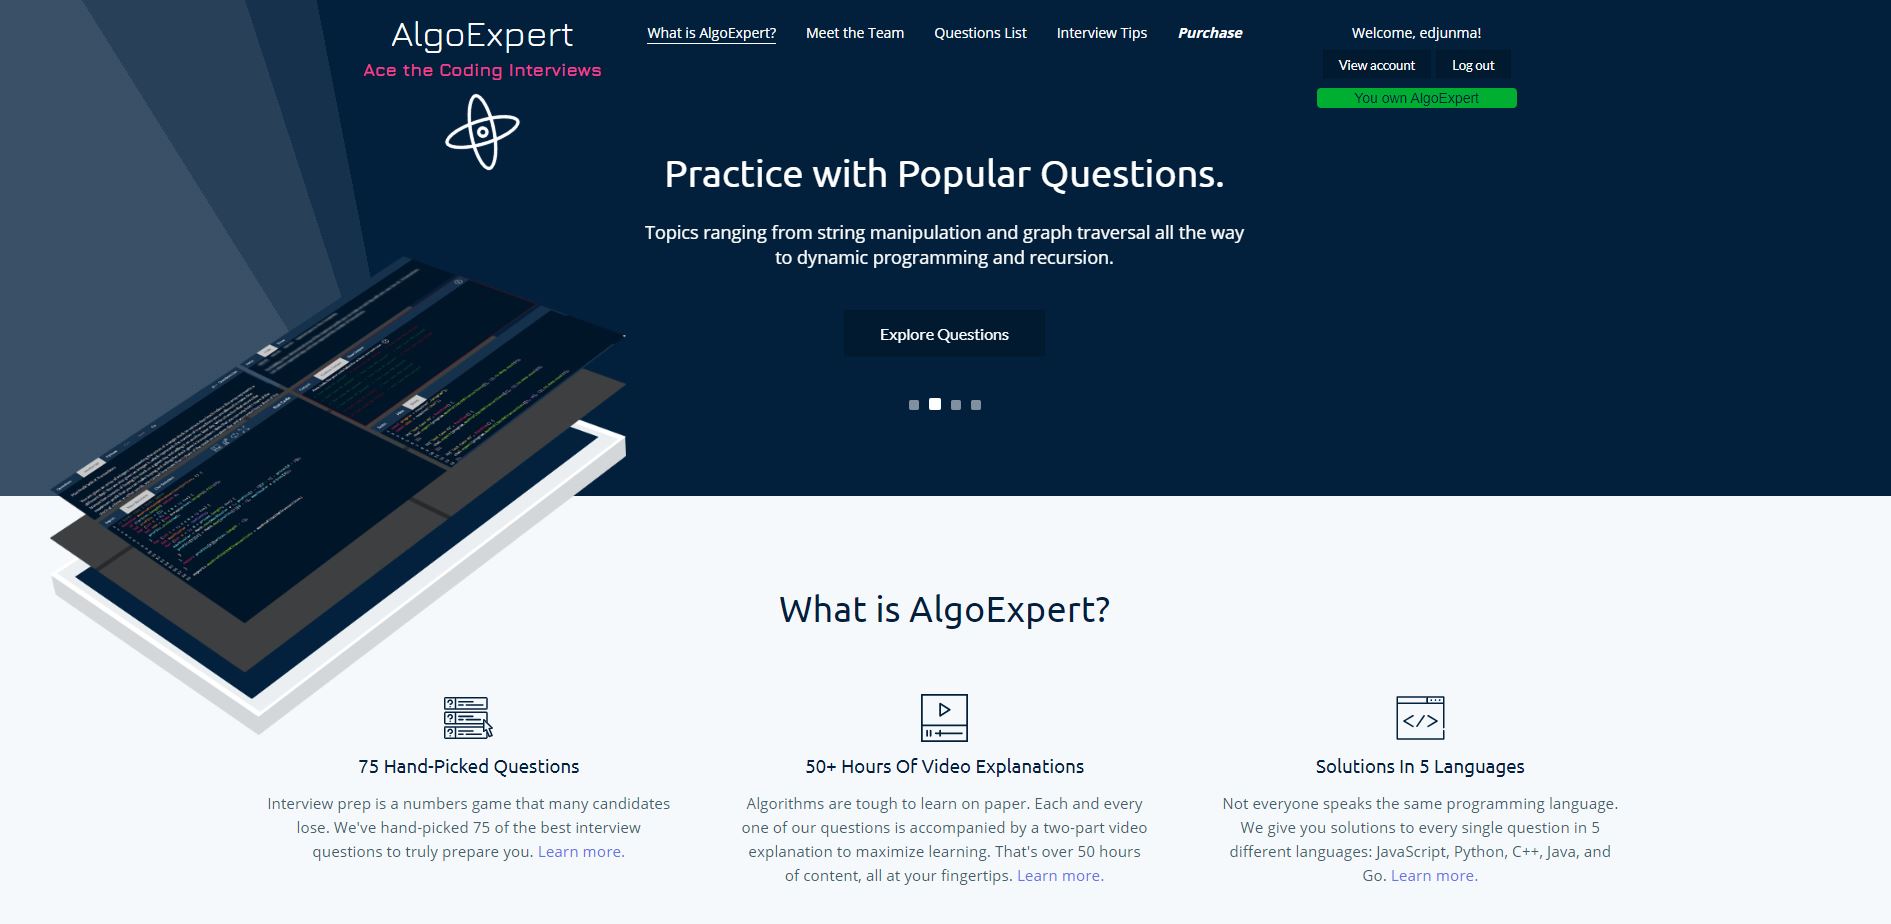 AlgoExpert
Ace the Coding Interviews
What is AlgoExpert?
Meet the Team
Questions List
Interview Tips
Purchase
Welcome, edjunma!
View account
Log out
You own AlgoExpert
Practice with Popular Questions.
Topics ranging from string manipulation and graph traversal all the way
to dynamic programming and recursion.
Explore Questions
What is AlgoExpert?
75 Hand-Picked Questions
Interview prep is a numbers game that many candidates
lose. We've hand-picked 75 of the best interview
questions to truly prepare you. Learn more.
50+ Hours Of Video Explanations
Algorithms are tough to learn on paper. Each and every
one of our questions is accompanied by a two-part video
explanation to maximize learning. That's over 50 hours
of content, all at your fingertips. Learn more.
Solutions In 5 Languages
Not everyone speaks the same programming language.
We give you solutions to every single question in 5
different languages: JavaScript, Python, C++, Java, and
Go. Learn more.